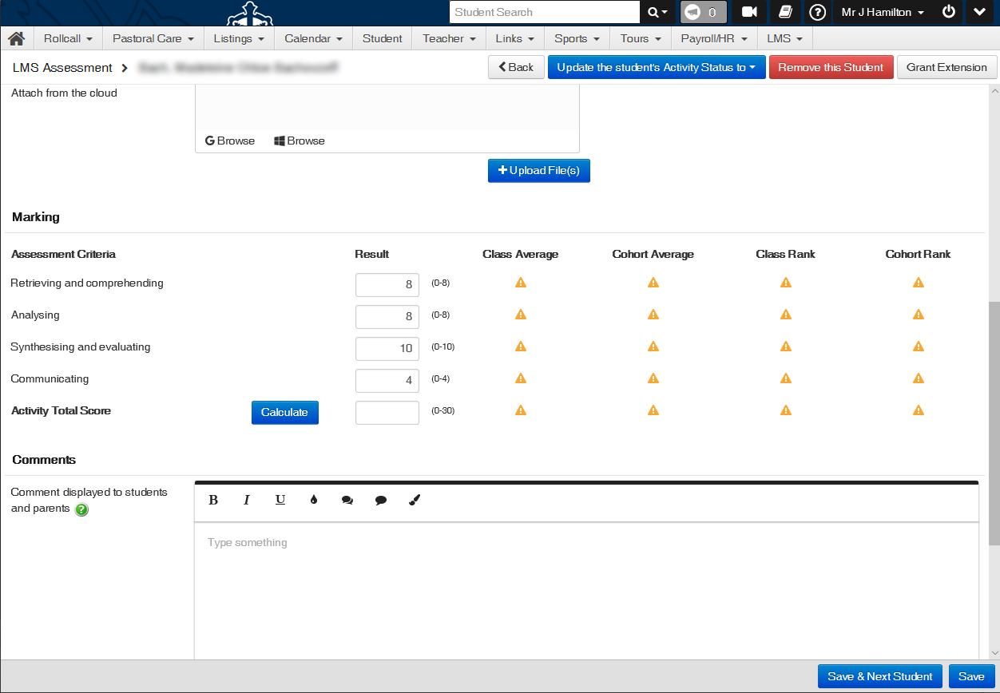 Student Search 0 Mr J Hamilton
Rollcall Pastoral Care Listings Calendar Student Teacher Links Sports Tours Payroll/HR LMS
LMS Assessment Back Update the student's Activity Status to Remove this Student Grant Extension
Attach from the cloud
G Browse Browse
Upload File(s)
Marking
Assessment Criteria Result Class Average Cohort Average Class Rank Cohort Rank
Retrieving and comprehending 8 (0-8)
Analysing 8 (0-8)
Synthesising and evaluating 10 (0-10)
Communicating 4 (0-4)
Activity Total Score Calculate (0-30)
Comments
Comment displayed to students
and parents ?
B I U
Type something
Save & Next Student Save